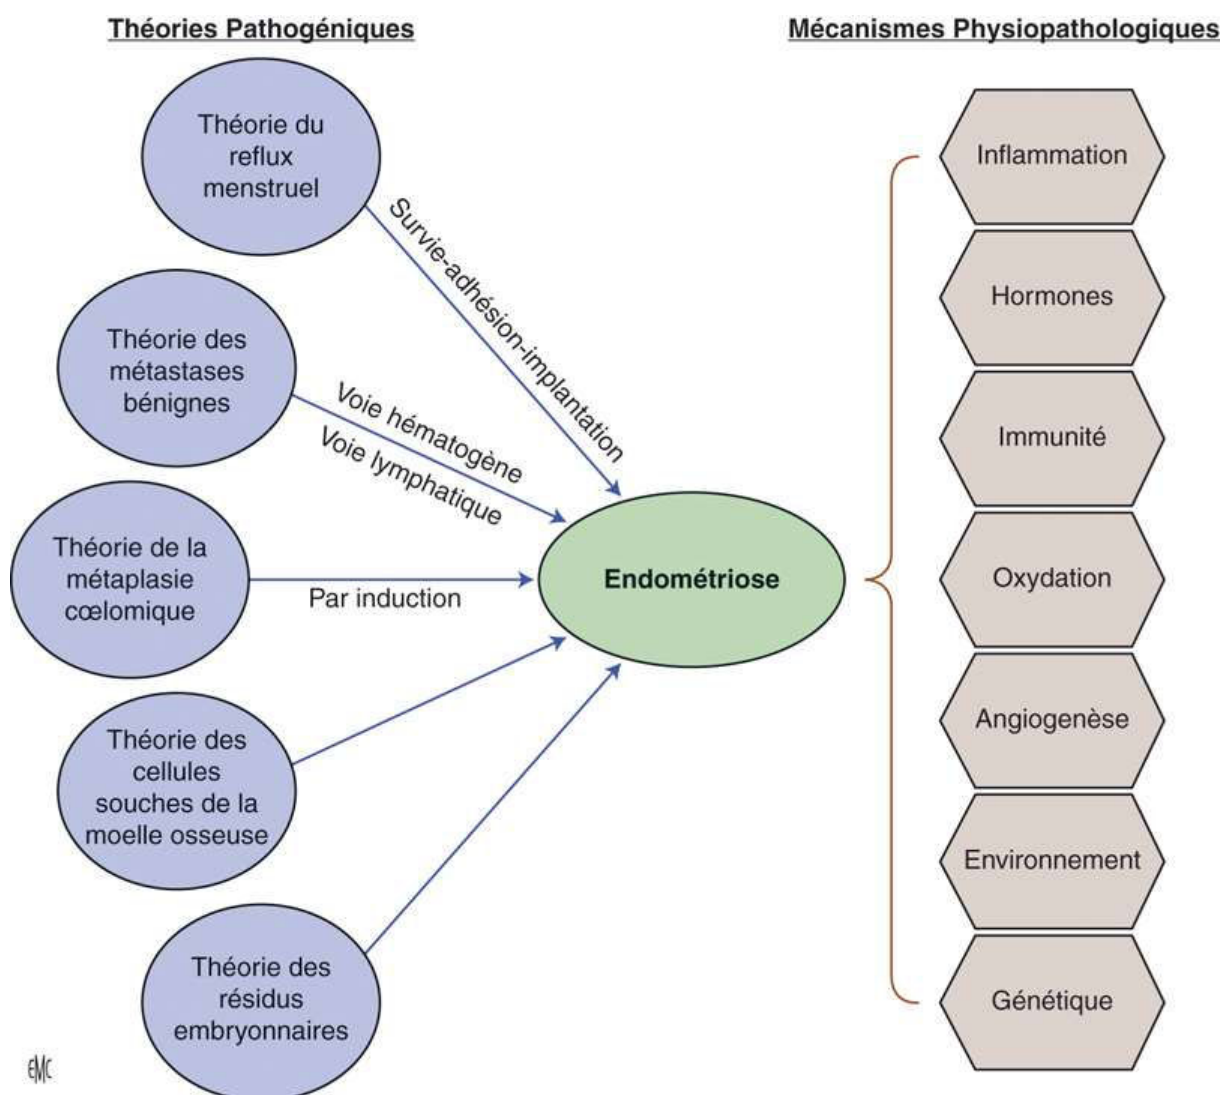 Théories Pathogéniques
Théorie du
reflux
menstruel
Survie-adhésion-implantation
Théorie des
métastases
bénignes
Voie hématogène
Voie lymphatique
Théorie de la
métaplasie
cœlomique
Par induction
Théorie des
cellules
souches de la
moelle osseuse
Théorie des
résidus
embryonnaires
Endométriose
Mécanismes Physiopathologiques
Inflammation
Hormones
Immunité
Oxydation
Angiogenèse
Environnement
Génétique
EMC